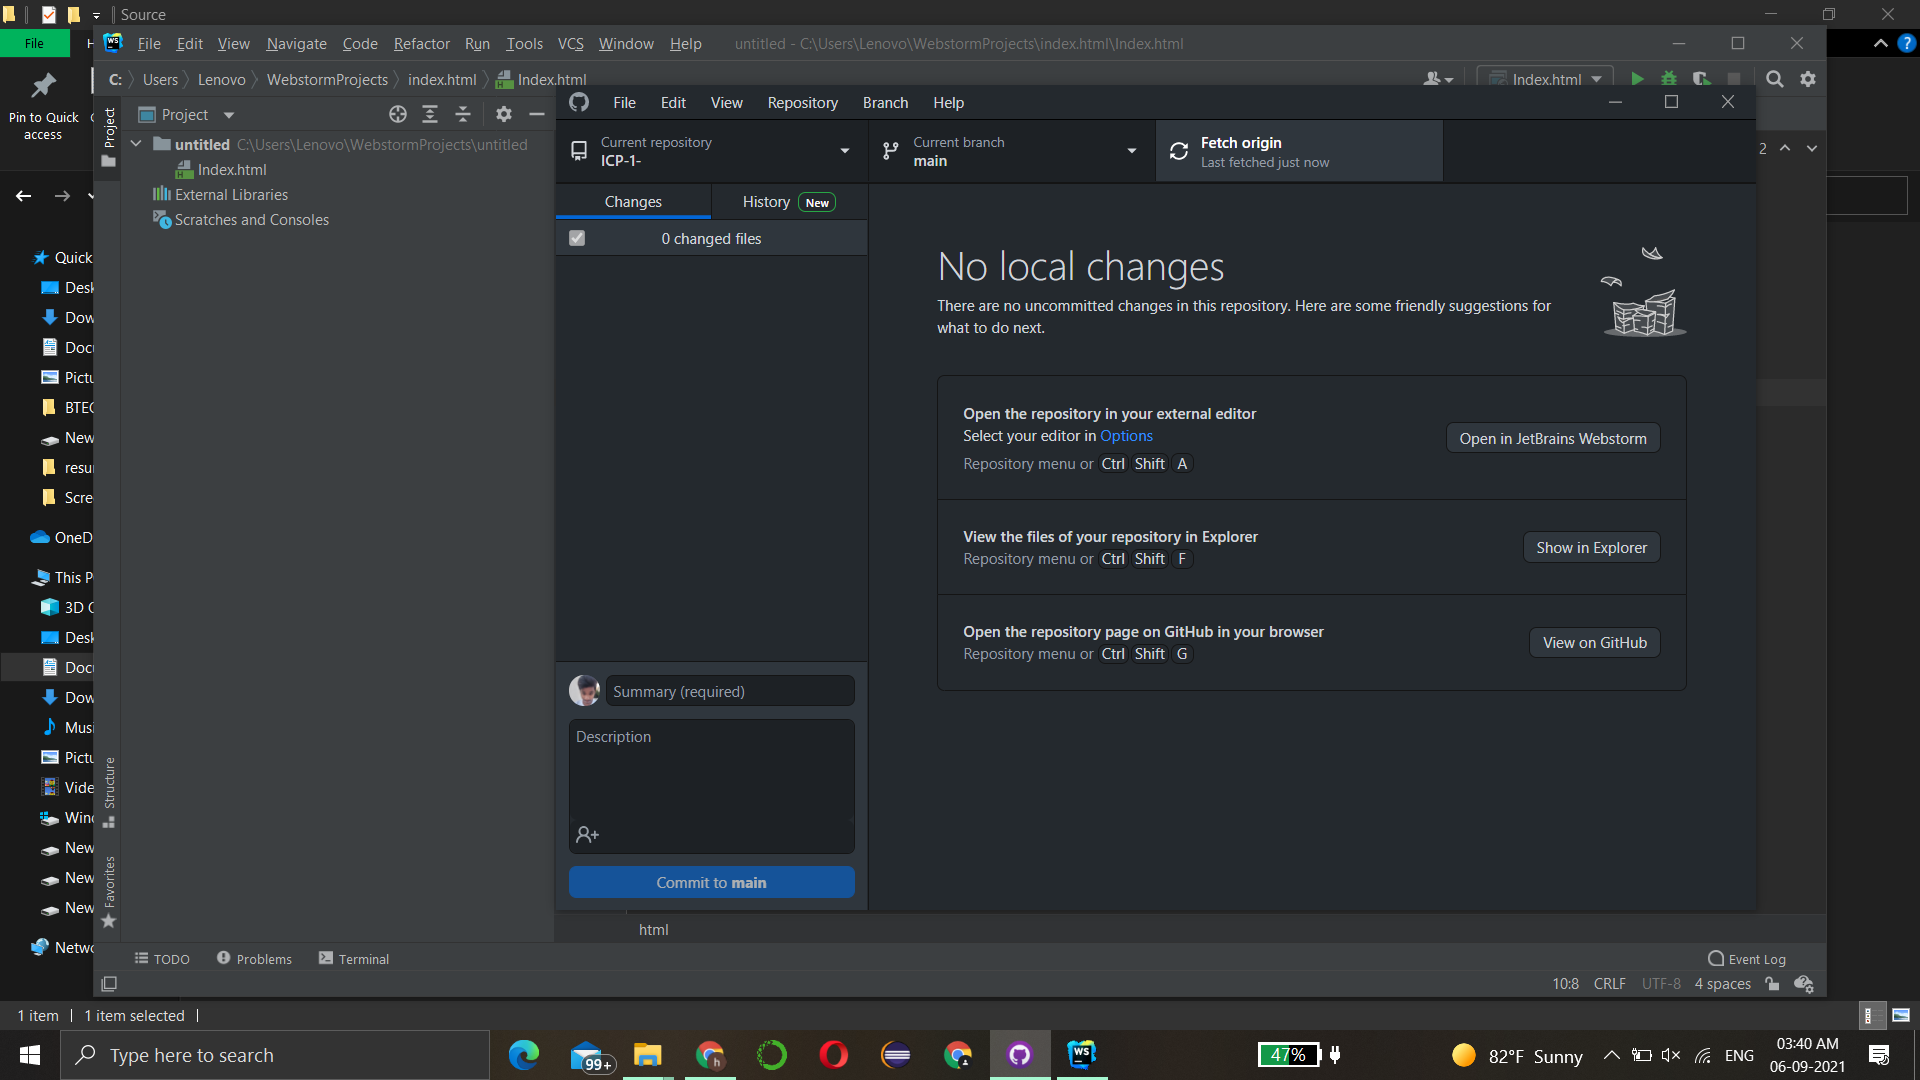 Source
File
Pin to Quick
access
Quick
Desk
Dow
Docu
Pictu
BTEC
New
resu
Scre
OneD
This P
3D O
Desk
Docu
Dow
Musi
Pictu
Vide
Wind
New
New
New
Netwo
1 item
1 item selected
WS
File Edit View Navigate Code Refactor Run Tools VCS Window Help
untitled - C:\Users\Lenovo\WebstormProjects\index.html\Index.html
C: Users Lenovo WebstormProjects index.html Index.html
Index.html
Project
Project
untitled C:\Users\Lenovo\WebstormProjects\untitled
Index.html
External Libraries
Scratches and Consoles
Structure
Favorites
2
File Edit View Repository Branch Help
Current repository
ICP-1-
Current branch
main
Fetch origin
Last fetched just now
Changes
History New
0 changed files
No local changes
There are no uncommitted changes in this repository. Here are some friendly suggestions for
what to do next.
Open the repository in your external editor
Select your editor in Options
Repository menu or Ctrl Shift A
Open in JetBrains Webstorm
View the files of your repository in Explorer
Repository menu or Ctrl Shift F
Show in Explorer
Open the repository page on GitHub in your browser
Repository menu or Ctrl Shift G
View on GitHub
Summary (required)
Description
Commit to main
html
TODO Problems Terminal
Event Log
10:8 CRLF UTF-8 4 spaces
Type here to search
99+
h
WS
47%
82°F Sunny
ENG
03:40 AM
06-09-2021